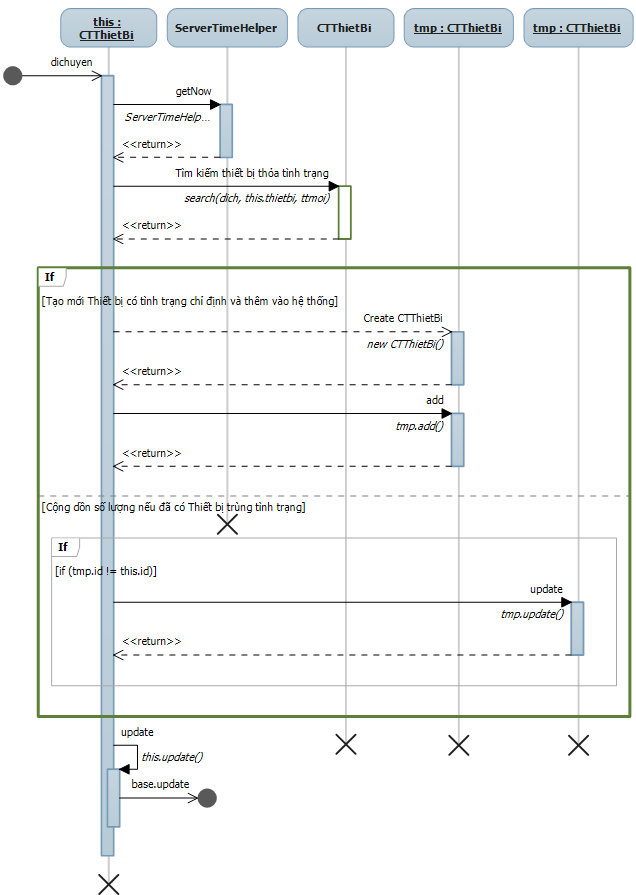 this :
CTThietBi
ServerTimeHelper
CTThietBi
tmp : CTThietBi
tmp : CTThietBi
dichuyen
getNow
ServerTimeHelp...
<<return>>
Tìm kiếm thiết bị thỏa tình trạng
search(dich, this.thietbi, ttmoi)
<<return>>
If
[Tạo mới Thiết bị có tình trạng chỉ định và thêm vào hệ thống]
Create CTThietBi
new CTThietBi()
<<return>>
add
tmp.add()
<<return>>
[Cộng dồn số lượng nếu đã có Thiết bị trùng tình trạng]
If
[if (tmp.id != this.id)]
update
tmp.update()
<<return>>
update
this.update()
base.update